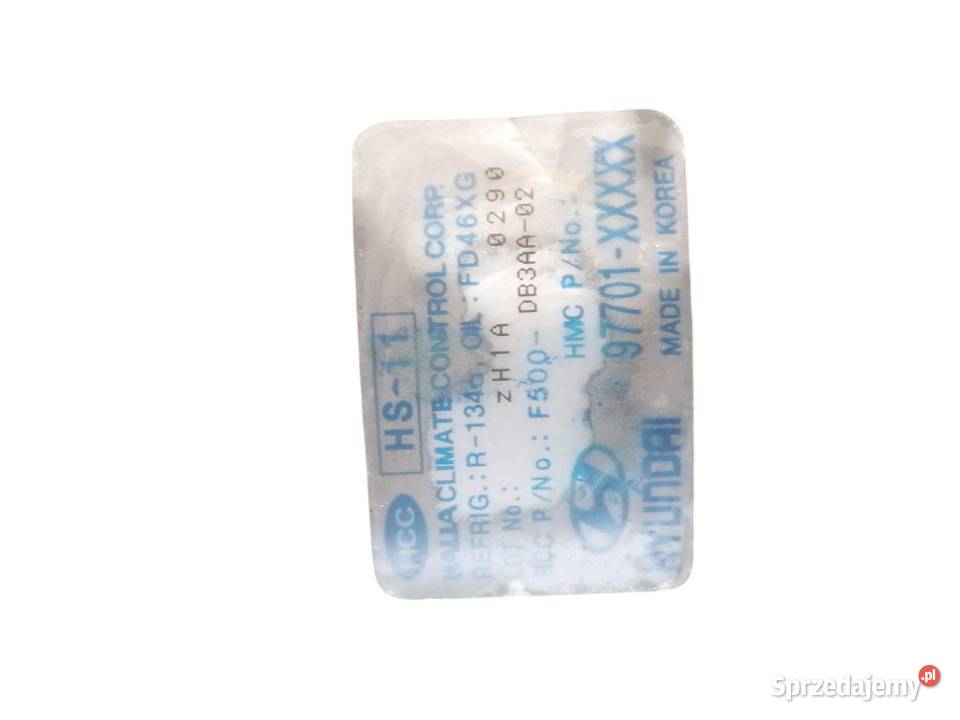 HCC HS-11
HALLA CLIMATE CONTROL CORP.
REFRIG.: R-134a, OIL: FD46XG
LOT No.: ZH1A 0290
HCC P/No.: F500- DB3AA-02
HMC P/No.:
97701-XXXXX
HYUNDAI MADE IN KOREA
Sprzedajemy.pl